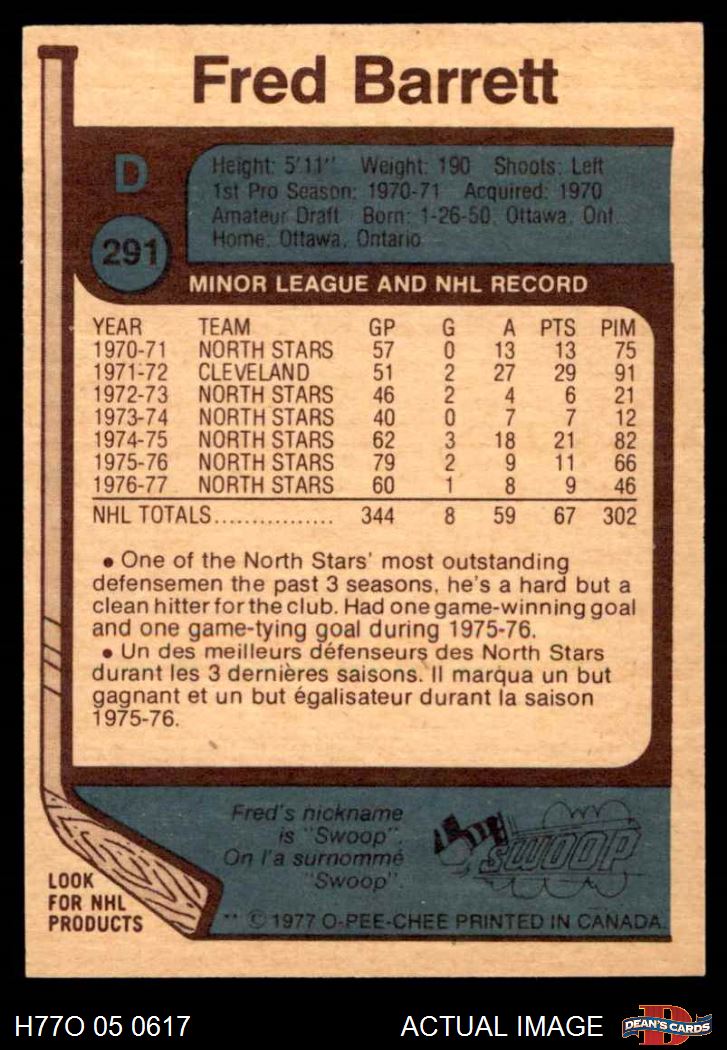 Fred Barrett
D
Height: 5'11" Weight: 190 Shoots: Left
1st Pro Season: 1970-71 Acquired: 1970
Amateur Draft Born: 1-26-50, Ottawa, Ont.
Home: Ottawa, Ontario
291
MINOR LEAGUE AND NHL RECORD
YEAR TEAM GP G A PTS PIM
1970-71 NORTH STARS 57 0 13 13 75
1971-72 CLEVELAND 51 2 27 29 91
1972-73 NORTH STARS 46 2 4 6 21
1973-74 NORTH STARS 40 0 7 7 12
1974-75 NORTH STARS 62 3 18 21 82
1975-76 NORTH STARS 79 2 9 11 66
1976-77 NORTH STARS 60 1 8 9 46
NHL TOTALS................ 344 8 59 67 302
• One of the North Stars' most outstanding
defensemen the past 3 seasons, he's a hard but a
clean hitter for the club. Had one game-winning goal
and one game-tying goal during 1975-76.
• Un des meilleurs défenseurs des North Stars
durant les 3 dernières saisons. Il marqua un but
gagnant et un but égalisateur durant la saison
1975-76.
Fred's nickname
is "Swoop".
On l'a surnommé
"Swoop".
SWOOP
LOOK
FOR NHL
PRODUCTS
** © 1977 O-PEE-CHEE PRINTED IN CANADA.
H77O 05 0617
ACTUAL IMAGE
D
DEAN'S CARDS